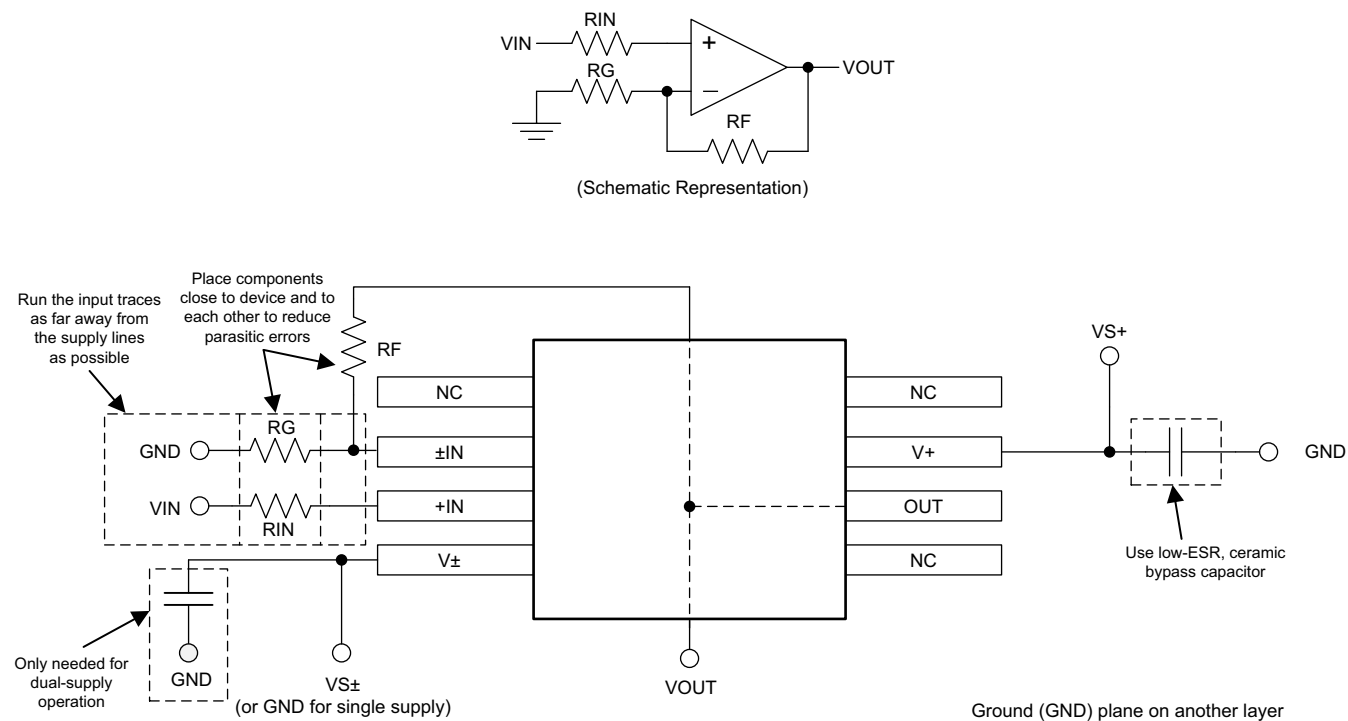 RIN
VIN
+
VOUT
RG
−
RF
(Schematic Representation)
Place components
close to device and to
each other to reduce
parasitic errors
Run the input traces
as far away from
the supply lines
as possible
RF
VS+
NC
NC
RG
GND
±IN
V+
GND
VIN
RIN
+IN
OUT
V±
NC
Use low-ESR, ceramic
bypass capacitor
Only needed for
dual-supply
operation
GND
VS±
(or GND for single supply)
VOUT
Ground (GND) plane on another layer